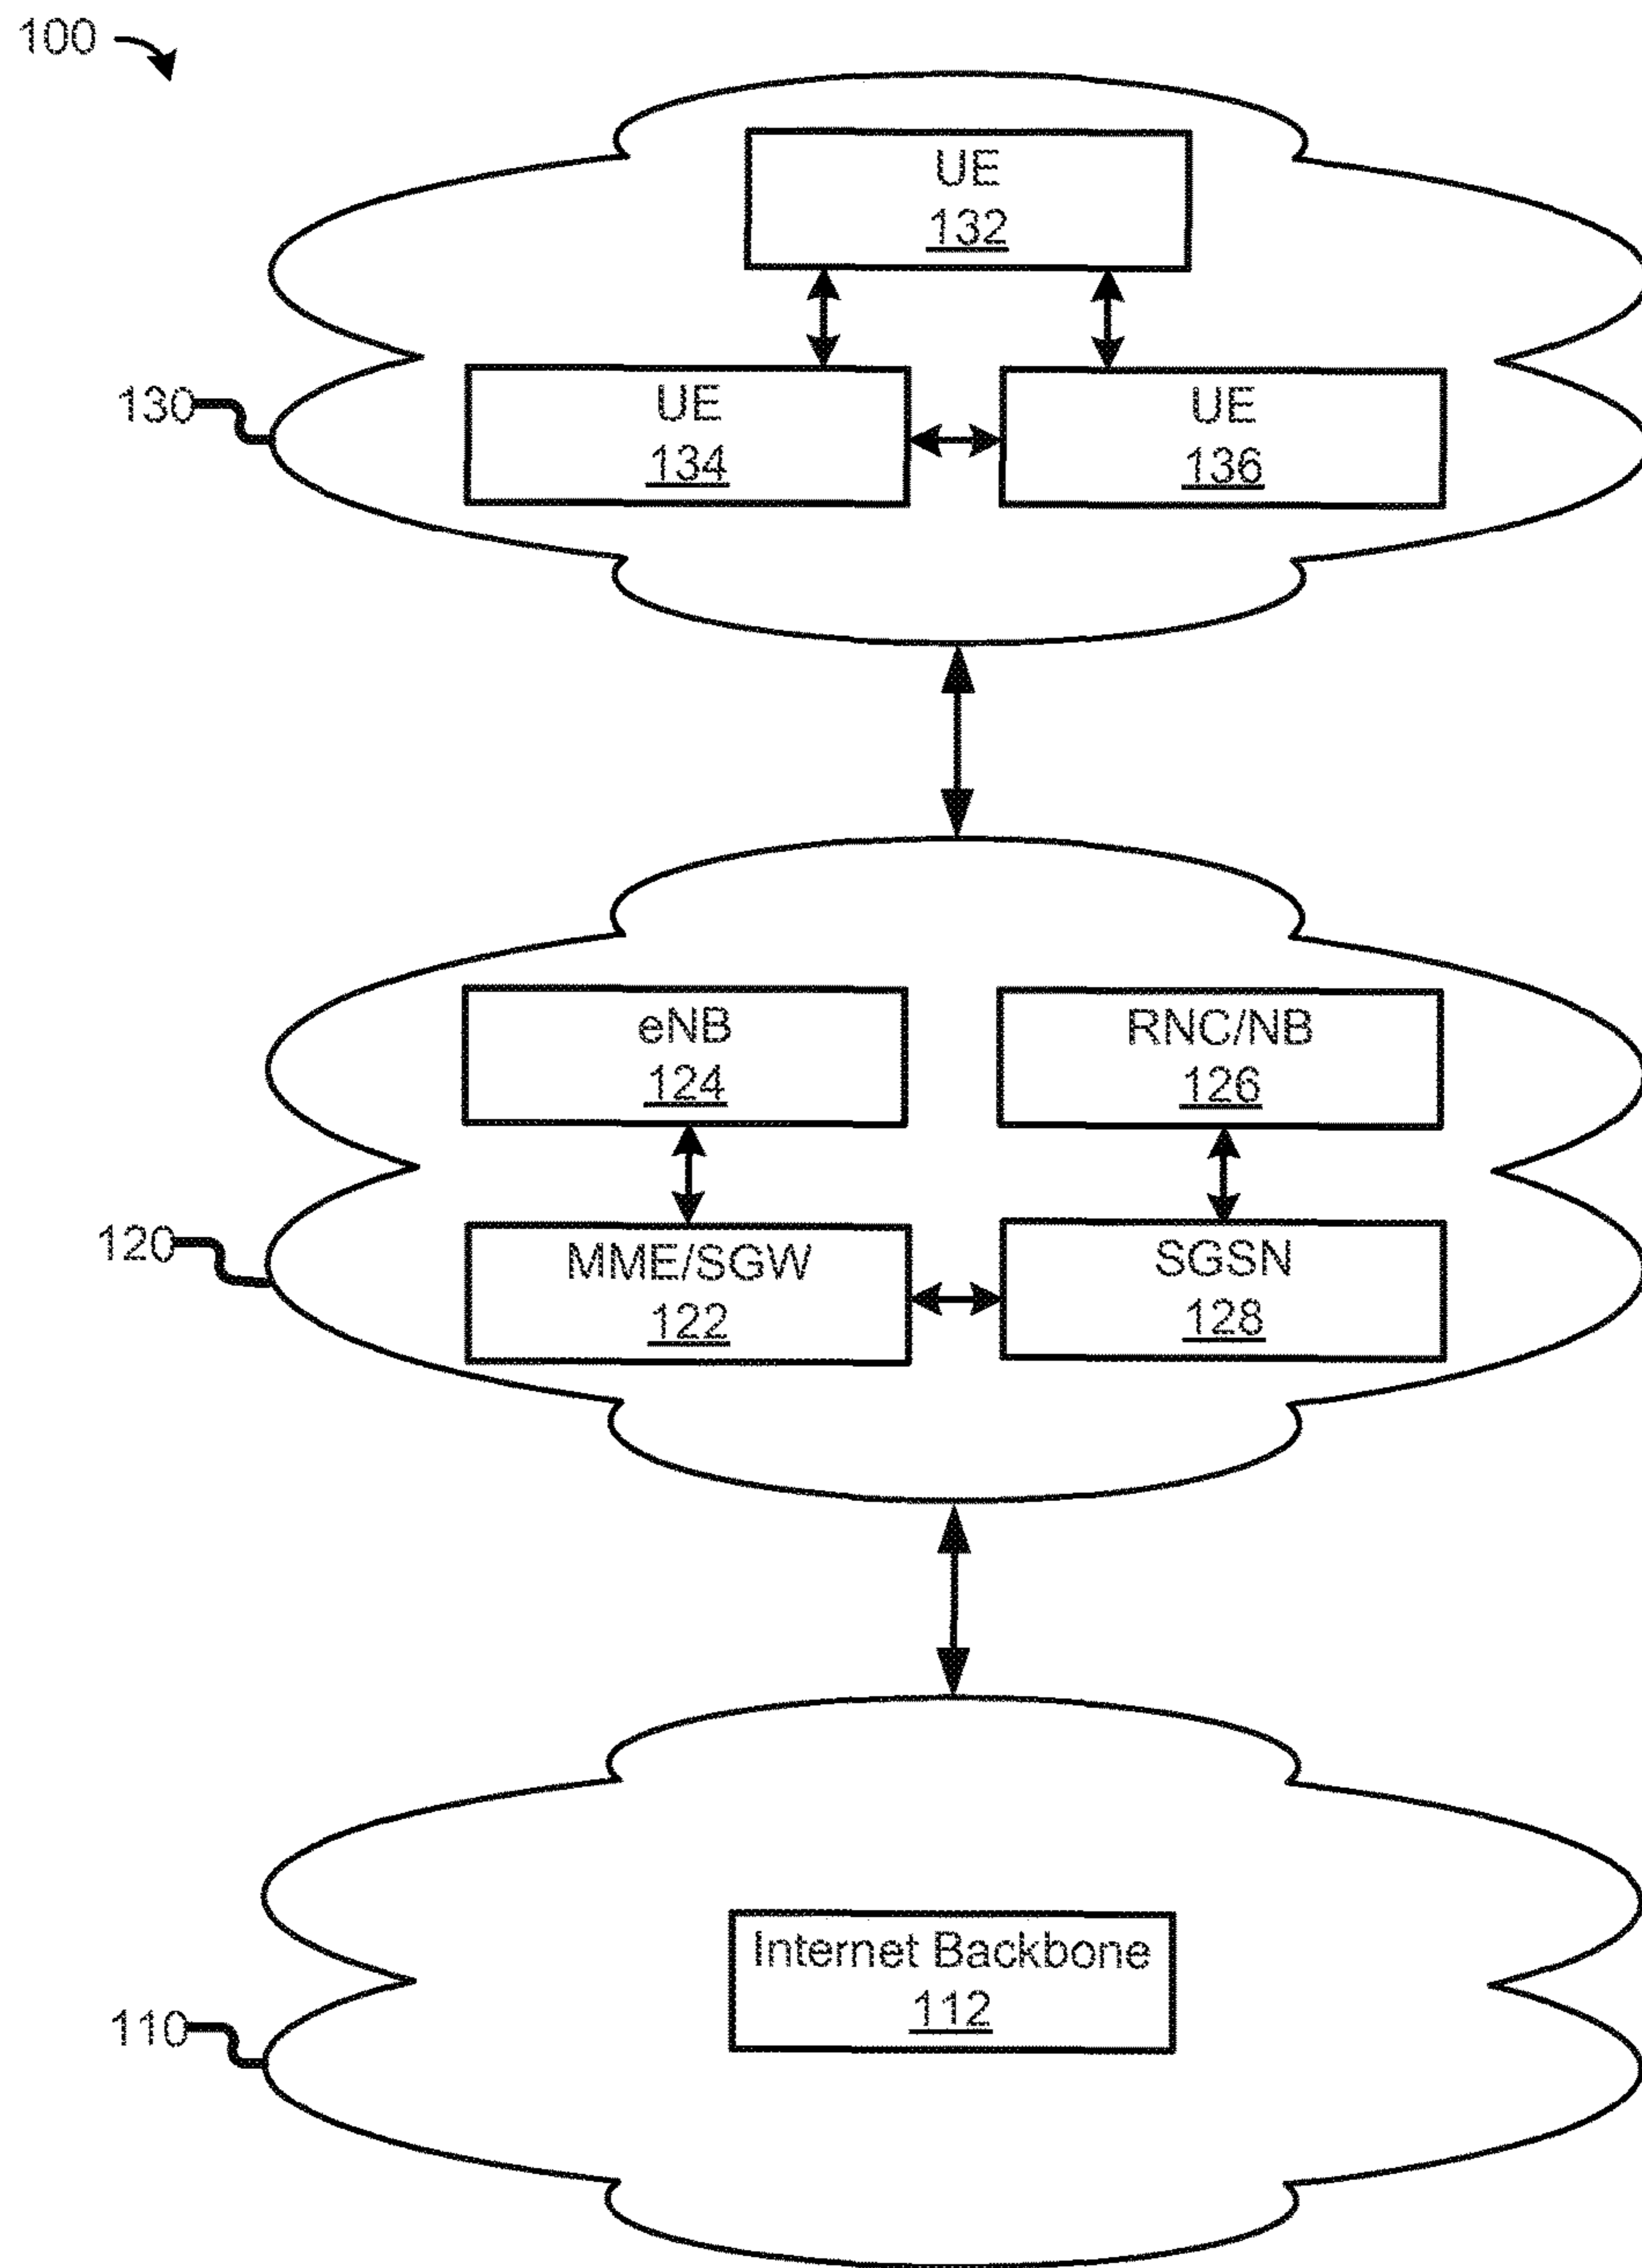 100
UE
132
130
UE
134
UE
136
eNB
124
RNC/NB
126
120
MME/SGW
122
SGSN
128
Internet Backbone
112
110